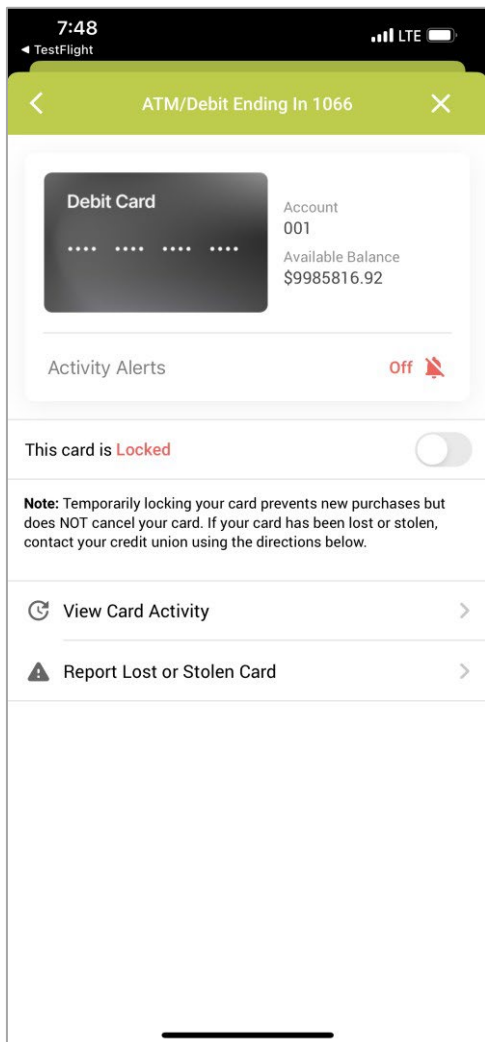 7:48
LTE
◄ TestFlight
ATM/Debit Ending In 1066
Debit Card
•••• •••• •••• ••••
Account
001
Available Balance
$9985816.92
Activity Alerts
Off
This card is Locked
Note: Temporarily locking your card prevents new purchases but
does NOT cancel your card. If your card has been lost or stolen,
contact your credit union using the directions below.
View Card Activity
Report Lost or Stolen Card